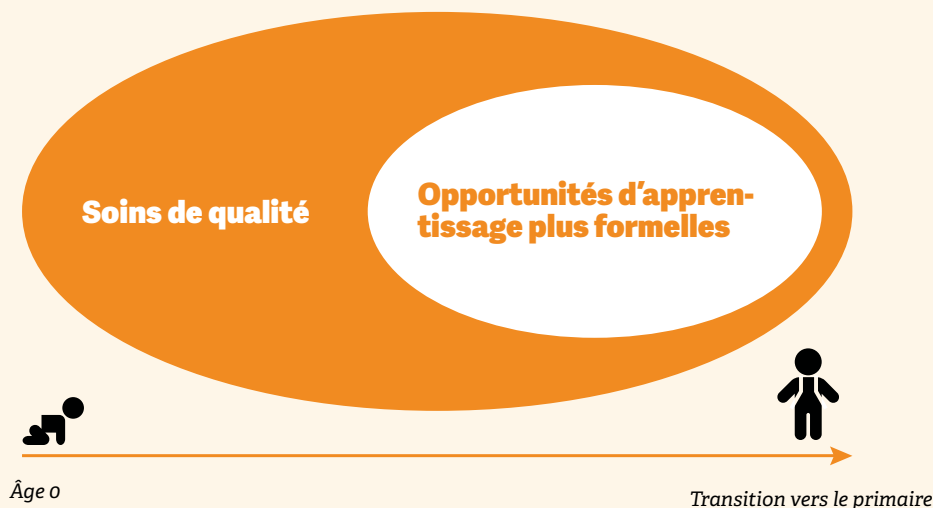 Soins de qualité
Opportunités d’appren-
tissage plus formelles
Âge 0
Transition vers le primaire